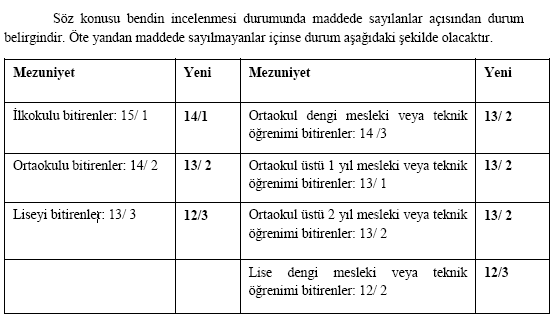 Söz konusu bendin incelenmesi durumunda maddede sayılanlar açısından durum
belirgindir. Öte yandan maddede sayılmayanlar içinse durum aşağıdaki şekilde olacaktır.
Mezuniyet Yeni Mezuniyet Yeni
İlkokulu bitirenler: 15/ 1 14/1 Ortaokul dengi mesleki veya teknik 13/ 2
öğrenimi bitirenler: 14 /3
Ortaokulu bitirenler: 14/ 2 13/ 2 Ortaokul üstü 1 yıl mesleki veya teknik 13/ 2
öğrenimi bitirenler: 13/ 1
Liseyi bitirenler: 13/ 3 12/3 Ortaokul üstü 2 yıl mesleki veya teknik 13/ 2
öğrenimi bitirenler: 13/ 2
Lise dengi mesleki veya teknik 12/3
öğrenimi bitirenler: 12/ 2